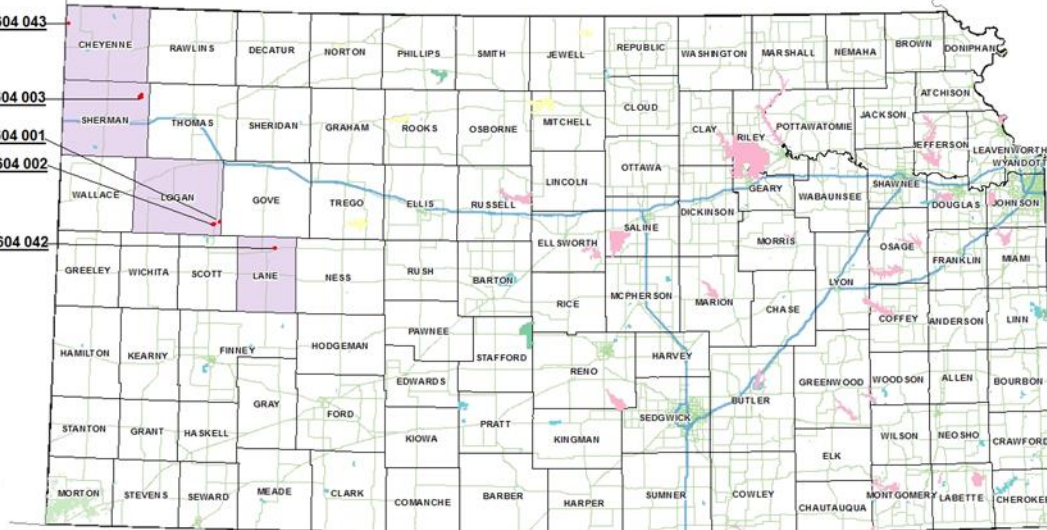 604 043
CHEYENNE
RAWLINS
DECATUR
NORTON
PHILLIPS
SMITH
JEWELL
REPUBLIC
WASHINGTON
MARSHALL
NEMAHA
BROWN
DONIPHAN
604 003
SHERMAN
THOMAS
SHERIDAN
GRAHAM
ROOKS
OSBORNE
MITCHELL
CLOUD
CLAY
RILEY
POTTAWATOMIE
JACKSON
ATCHISON
JEFFERSON
LEAVENWORTH
WYANDOTT
604 001
604 002
WALLACE
LOGAN
GOVE
TREGO
ELLIS
RUSSELL
LINCOLN
OTTAWA
DICKINSON
GEARY
WABAUNSEE
SHAWNEE
DOUGLAS
JOHNSON
604 042
GREELEY
WICHITA
SCOTT
LANE
NESS
RUSH
BARTON
ELLSWORTH
SALINE
RICE
MCPHERSON
MARION
MORRIS
CHASE
LYON
OSAGE
FRANKLIN
MIAMI
COFFEY
ANDERSON
LINN
HAMILTON
KEARNY
FINNEY
HODGEMAN
PAWNEE
STAFFORD
RENO
HARVEY
EDWARDS
GRAY
FORD
SEDGWICK
BUTLER
GREENWOOD
WOODSON
ALLEN
BOURBON
STANTON
GRANT
HASKELL
KIOWA
PRATT
KINGMAN
ELK
WILSON
NEOSHO
CRAWFORD
MORTON
STEVENS
SEWARD
MEADE
CLARK
COMANCHE
BARBER
HARPER
SUMNER
COWLEY
CHAUTAUQUA
MONTGOMERY
LABETTE
CHEROKEE